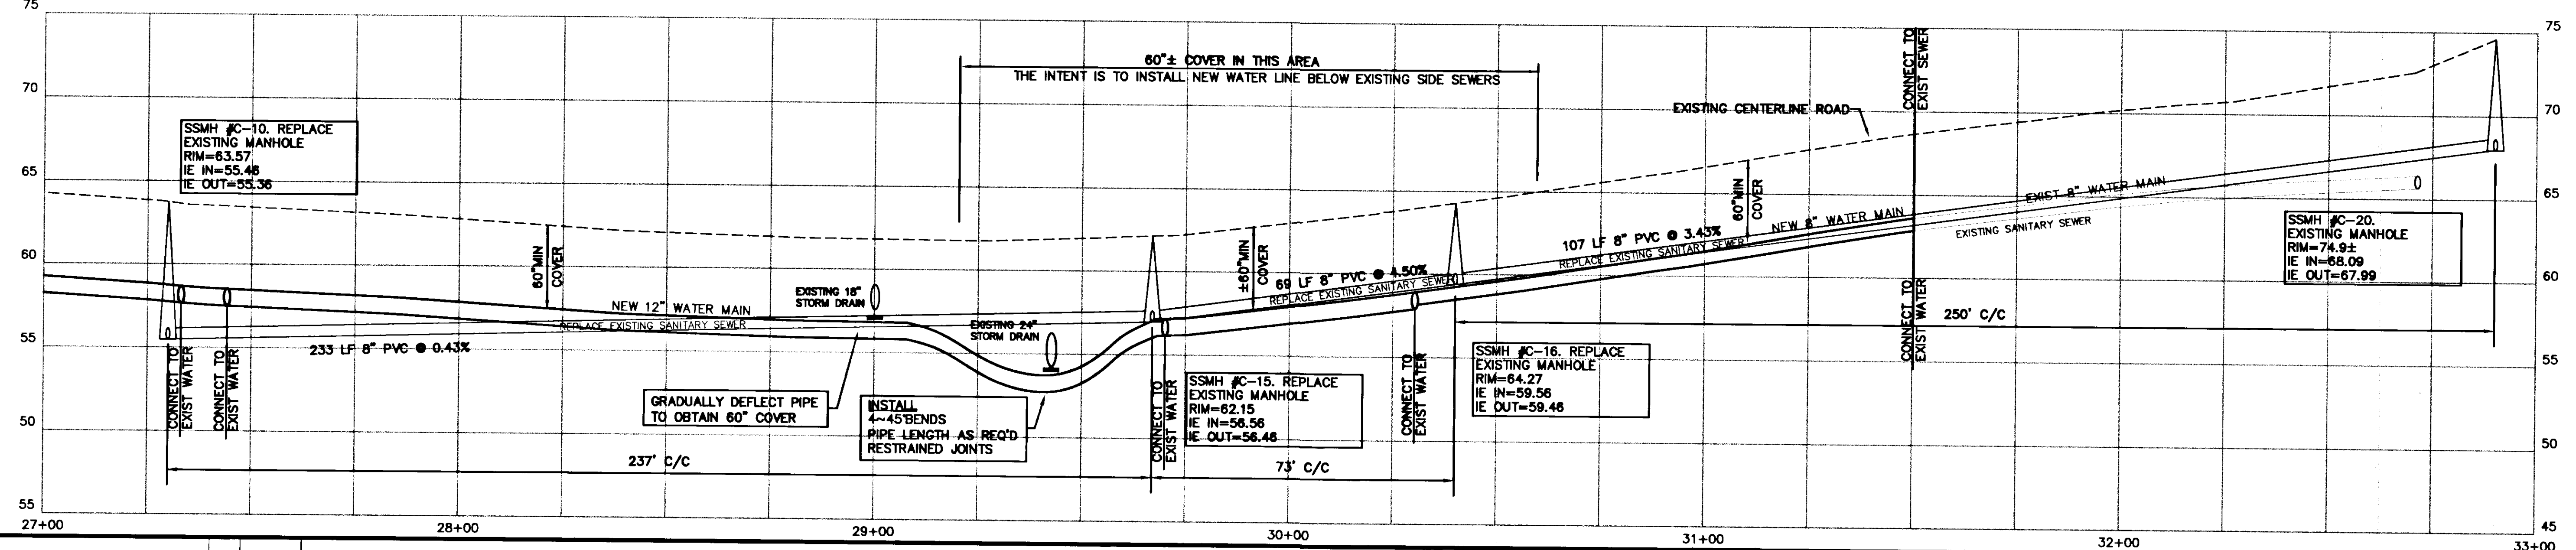 75
70
65
60
55
50
55
75
70
65
60
55
50
45
60"± COVER IN THIS AREA
THE INTENT IS TO INSTALL NEW WATER LINE BELOW EXISTING SIDE SEWERS
EXISTING CENTERLINE ROAD
CONNECT TO
EXIST SEWER
SSMH #C-10. REPLACE
EXISTING MANHOLE
RIM=63.57
IE IN=55.46
IE OUT=55.36
60"MIN
COVER
NEW 12" WATER MAIN
REPLACE EXISTING SANITARY SEWER
233 LF 8" PVC @ 0.43%
EXISTING 18"
STORM DRAIN
EXISTING 24"
STORM DRAIN
±60"MIN
COVER
69 LF 8" PVC @ 4.50%
REPLACE EXISTING SANITARY SEWER
107 LF 8" PVC @ 3.43%
REPLACE EXISTING SANITARY SEWER
60"MIN
COVER
NEW 8" WATER MAIN
EXIST 8" WATER MAIN
EXISTING SANITARY SEWER
SSMH #C-20.
EXISTING MANHOLE
RIM=74.9±
IE IN=68.09
IE OUT=67.99
CONNECT TO
EXIST WATER
CONNECT TO
EXIST WATER
GRADUALLY DEFLECT PIPE
TO OBTAIN 60" COVER
INSTALL
4~45°BENDS
PIPE LENGTH AS REQ'D
RESTRAINED JOINTS
CONNECT TO
EXIST WATER
SSMH #C-15. REPLACE
EXISTING MANHOLE
RIM=62.15
IE IN=56.56
IE OUT=56.46
CONNECT TO
EXIST WATER
SSMH #C-16. REPLACE
EXISTING MANHOLE
RIM=64.27
IE IN=59.56
IE OUT=59.46
CONNECT TO
EXIST WATER
237' C/C
73' C/C
250' C/C
27+00
28+00
29+00
30+00
31+00
32+00
33+00